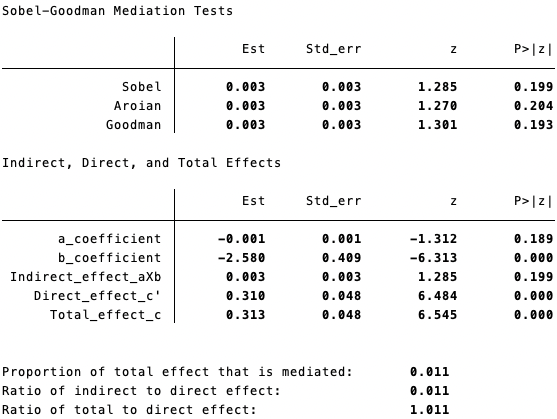 Sobel-Goodman Mediation Tests
Est Std_err z P>|z|
Sobel 0.003 0.003 1.285 0.199
Aroian 0.003 0.003 1.270 0.204
Goodman 0.003 0.003 1.301 0.193
Indirect, Direct, and Total Effects
Est Std_err z P>|z|
a_coefficient -0.001 0.001 -1.312 0.189
b_coefficient -2.580 0.409 -6.313 0.000
Indirect_effect_aXb 0.003 0.003 1.285 0.199
Direct_effect_c' 0.310 0.048 6.484 0.000
Total_effect_c 0.313 0.048 6.545 0.000
Proportion of total effect that is mediated: 0.011
Ratio of indirect to direct effect: 0.011
Ratio of total to direct effect: 1.011